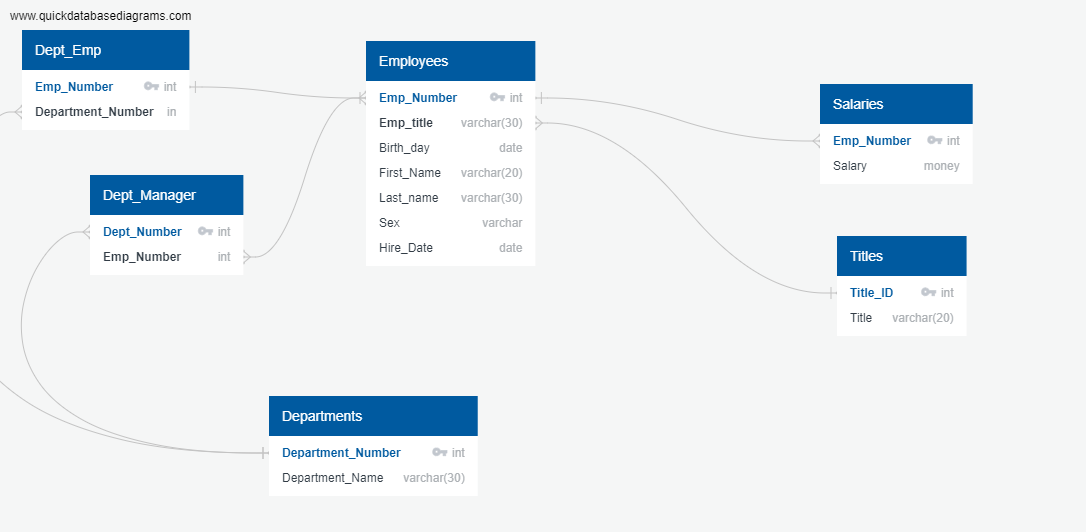 www.quickdatabasediagrams.com
Dept_Emp
Emp_Number int
Department_Number in
Employees
Emp_Number int
Emp_title varchar(30)
Birth_day date
First_Name varchar(20)
Last_name varchar(30)
Sex varchar
Hire_Date date
Salaries
Emp_Number int
Salary money
Dept_Manager
Dept_Number int
Emp_Number int
Titles
Title_ID int
Title varchar(20)
Departments
Department_Number int
Department_Name varchar(30)